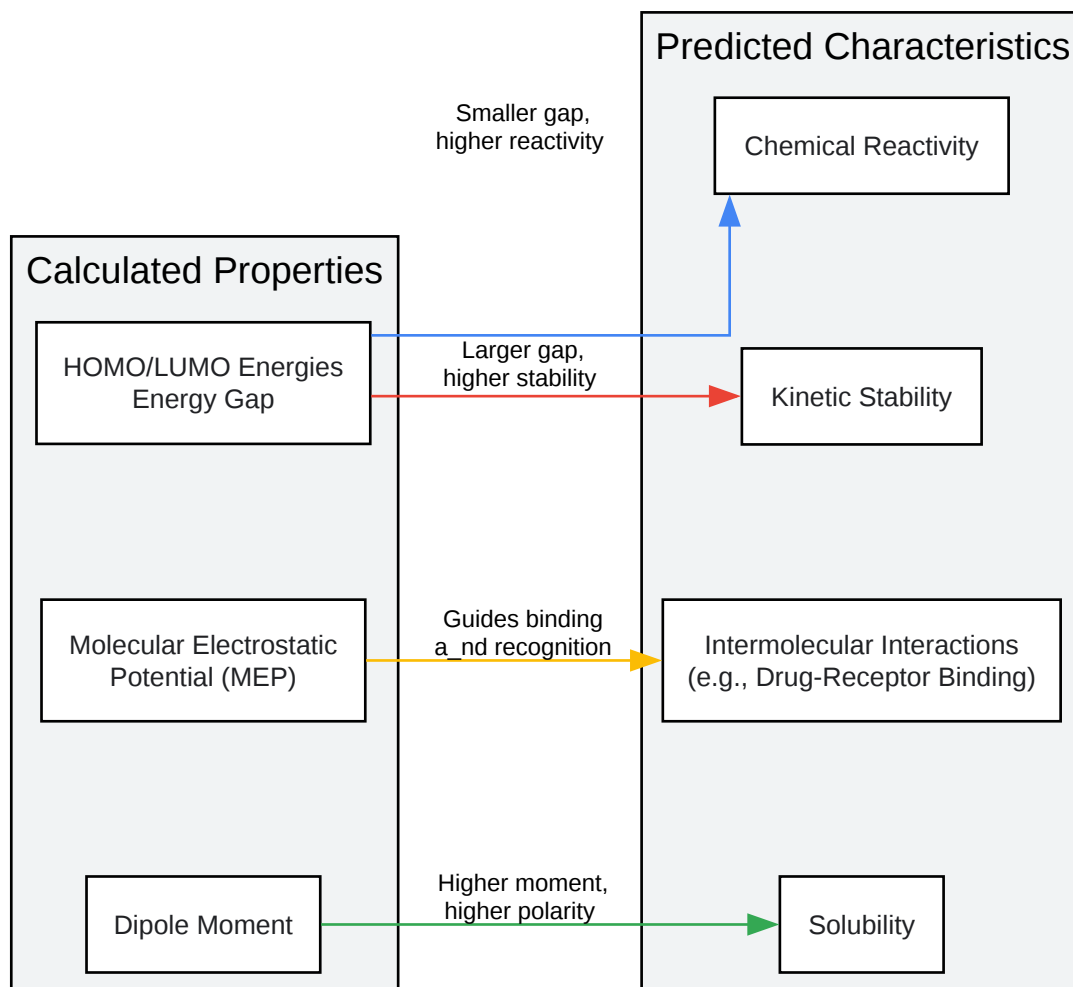 Predicted Characteristics
Smaller gap,
higher reactivity
Chemical Reactivity
Calculated Properties
HOMO/LUMO Energies
Energy Gap
Larger gap,
higher stability
Kinetic Stability
Molecular Electrostatic
Potential (MEP)
Guides binding
a_nd recognition
Intermolecular Interactions
(e.g., Drug-Receptor Binding)
Dipole Moment
Higher moment,
higher polarity
Solubility